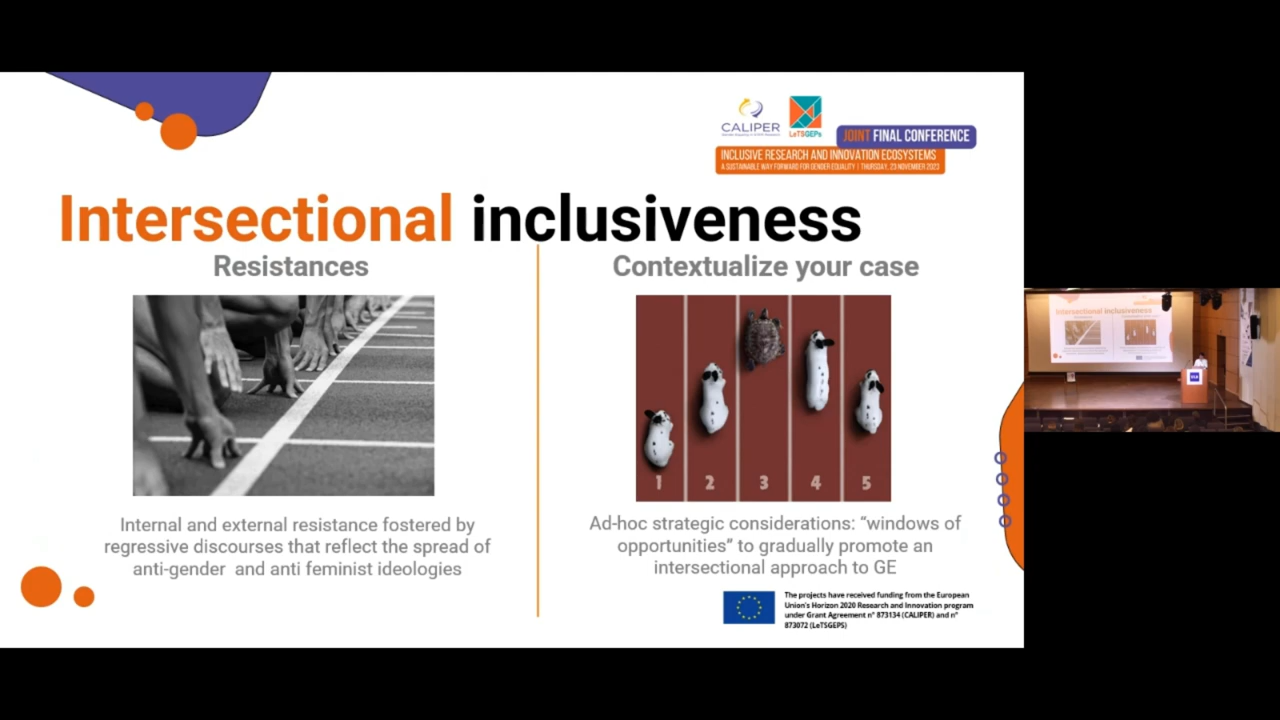 CALIPER
LeTSGEPs
JOINT FINAL CONFERENCE
INCLUSIVE RESEARCH AND INNOVATION ECOSYSTEMS
A SUSTAINABLE WAY FORWARD FOR GENDER EQUALITY | THURSDAY, 23 NOVEMBER 2023
Intersectional inclusiveness
Resistances
Internal and external resistance fostered by
regressive discourses that reflect the spread of
anti-gender and anti feminist ideologies
Contextualize your case
1 2 3 4 5
Ad-hoc strategic considerations: “windows of
opportunities” to gradually promote an
intersectional approach to GE
The projects have received funding from the European
Union's Horizon 2020 Research and Innovation program
under Grant Agreement n° 873134 (CALIPER) and n°
873072 (LeTSGEPS)
Intersectional inclusiveness